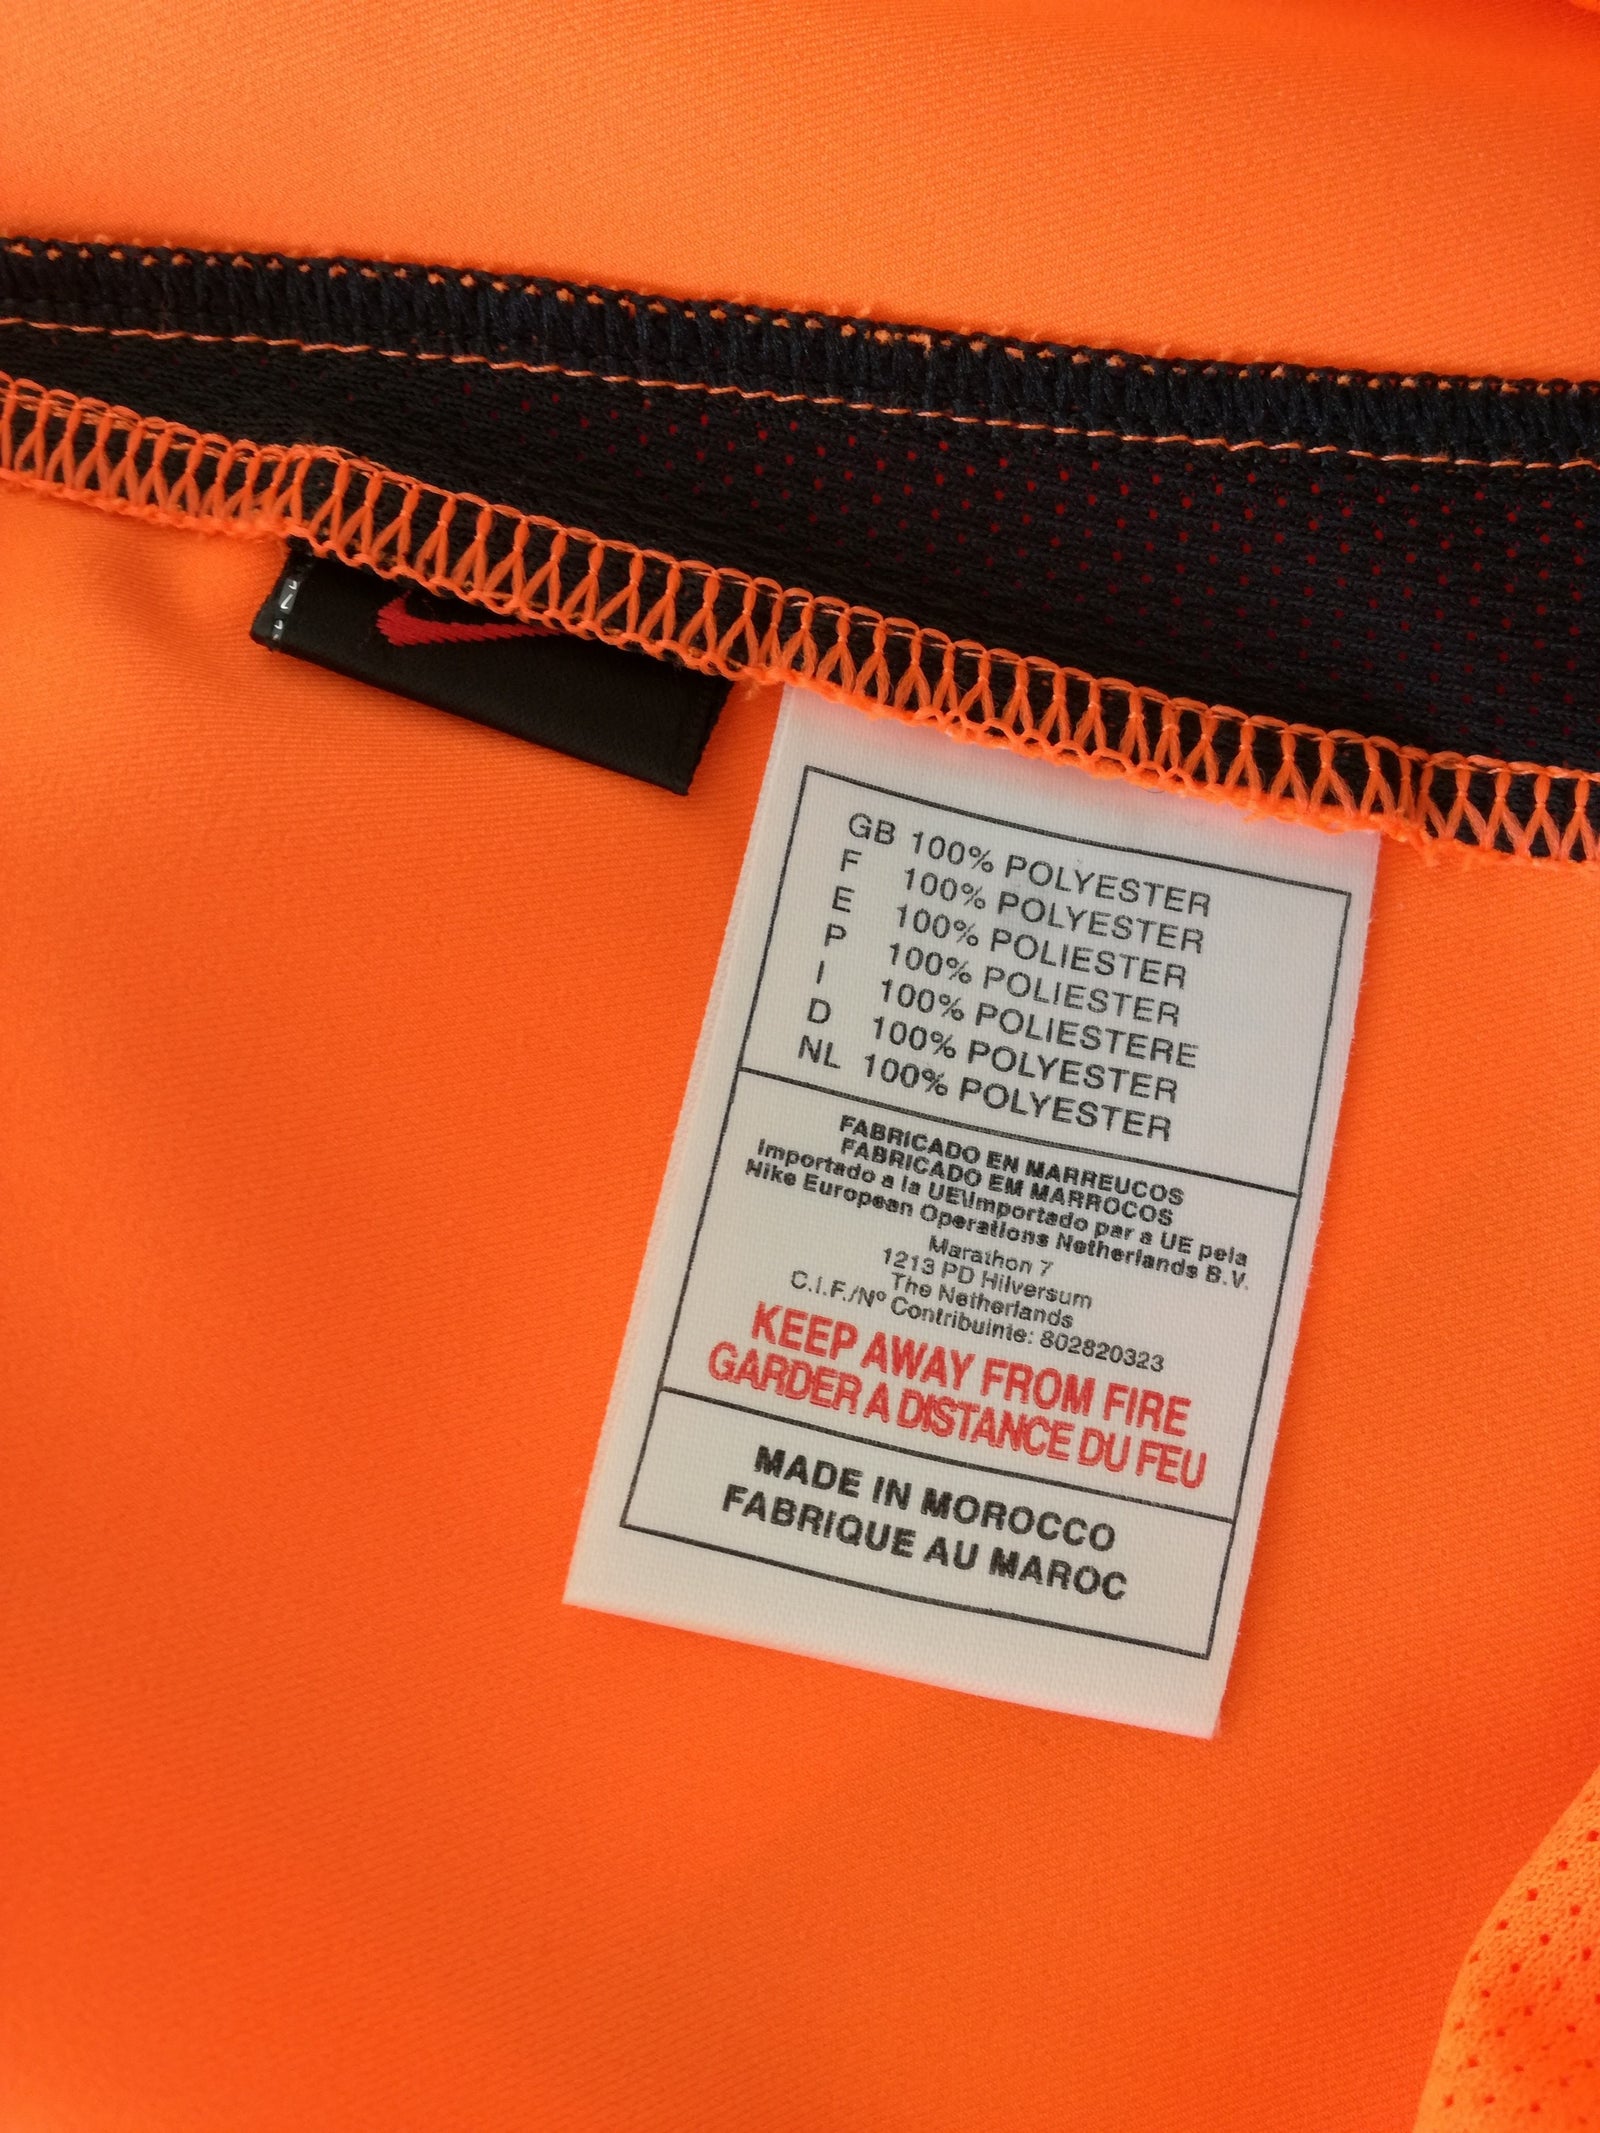 GB 100% POLYESTER
F 100% POLYESTER
E 100% POLIESTER
P 100% POLIESTER
I 100% POLIESTERE
D 100% POLYESTER
NL 100% POLYESTER
FABRICADO EN MARREUCOS
FABRICADO EM MARROCOS
Importado a la UE\Importado par a UE pela
Nike European Operations Netherlands B.V.
Marathon 7
1213 PD Hilversum
The Netherlands
C.I.F./Nº Contribuinte: 802820323
KEEP AWAY FROM FIRE
GARDER A DISTANCE DU FEU
MADE IN MOROCCO
FABRIQUE AU MAROC